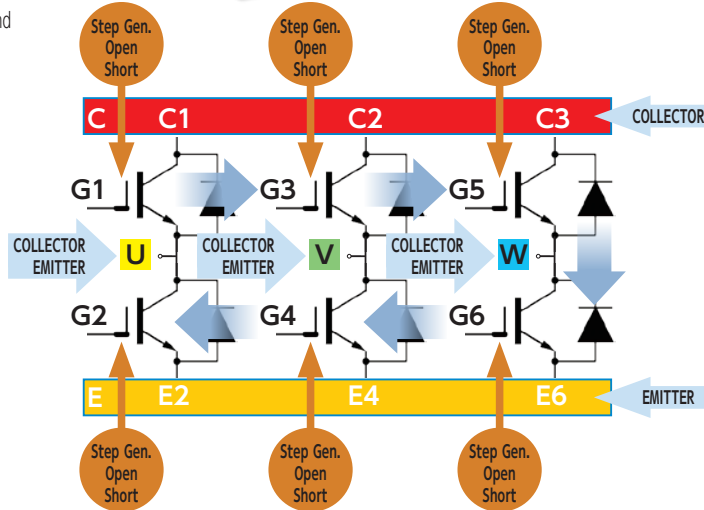 nd
Step Gen.
Open
Short
Step Gen.
Open
Short
Step Gen.
Open
Short
C C1 C2 C3
COLLECTOR
G1 G3 G5
COLLECTOR
EMITTER
U
COLLECTOR
EMITTER
V
COLLECTOR
EMITTER
W
G2 G4 G6
E E2 E4 E6
EMITTER
Step Gen.
Open
Short
Step Gen.
Open
Short
Step Gen.
Open
Short